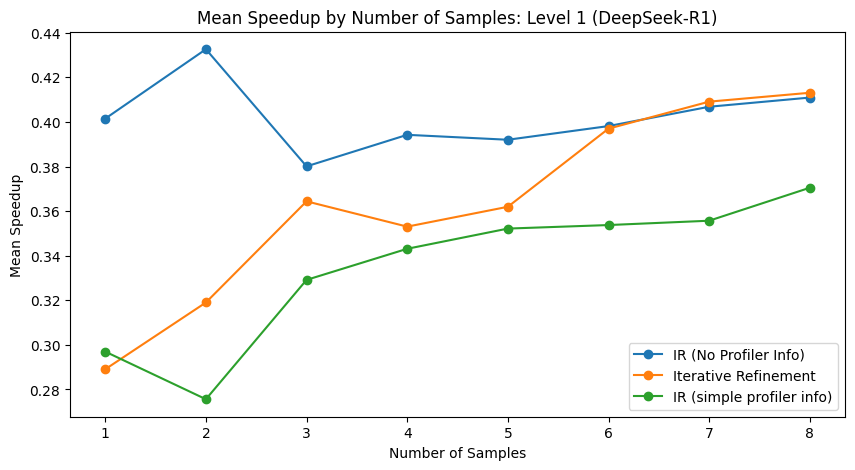 Mean Speedup by Number of Samples: Level 1 (DeepSeek-R1)
Mean Speedup
0.44
0.42
0.40
0.38
0.36
0.34
0.32
0.30
0.28
IR (No Profiler Info)
Iterative Refinement
IR (simple profiler info)
1 2 3 4 5 6 7 8
Number of Samples